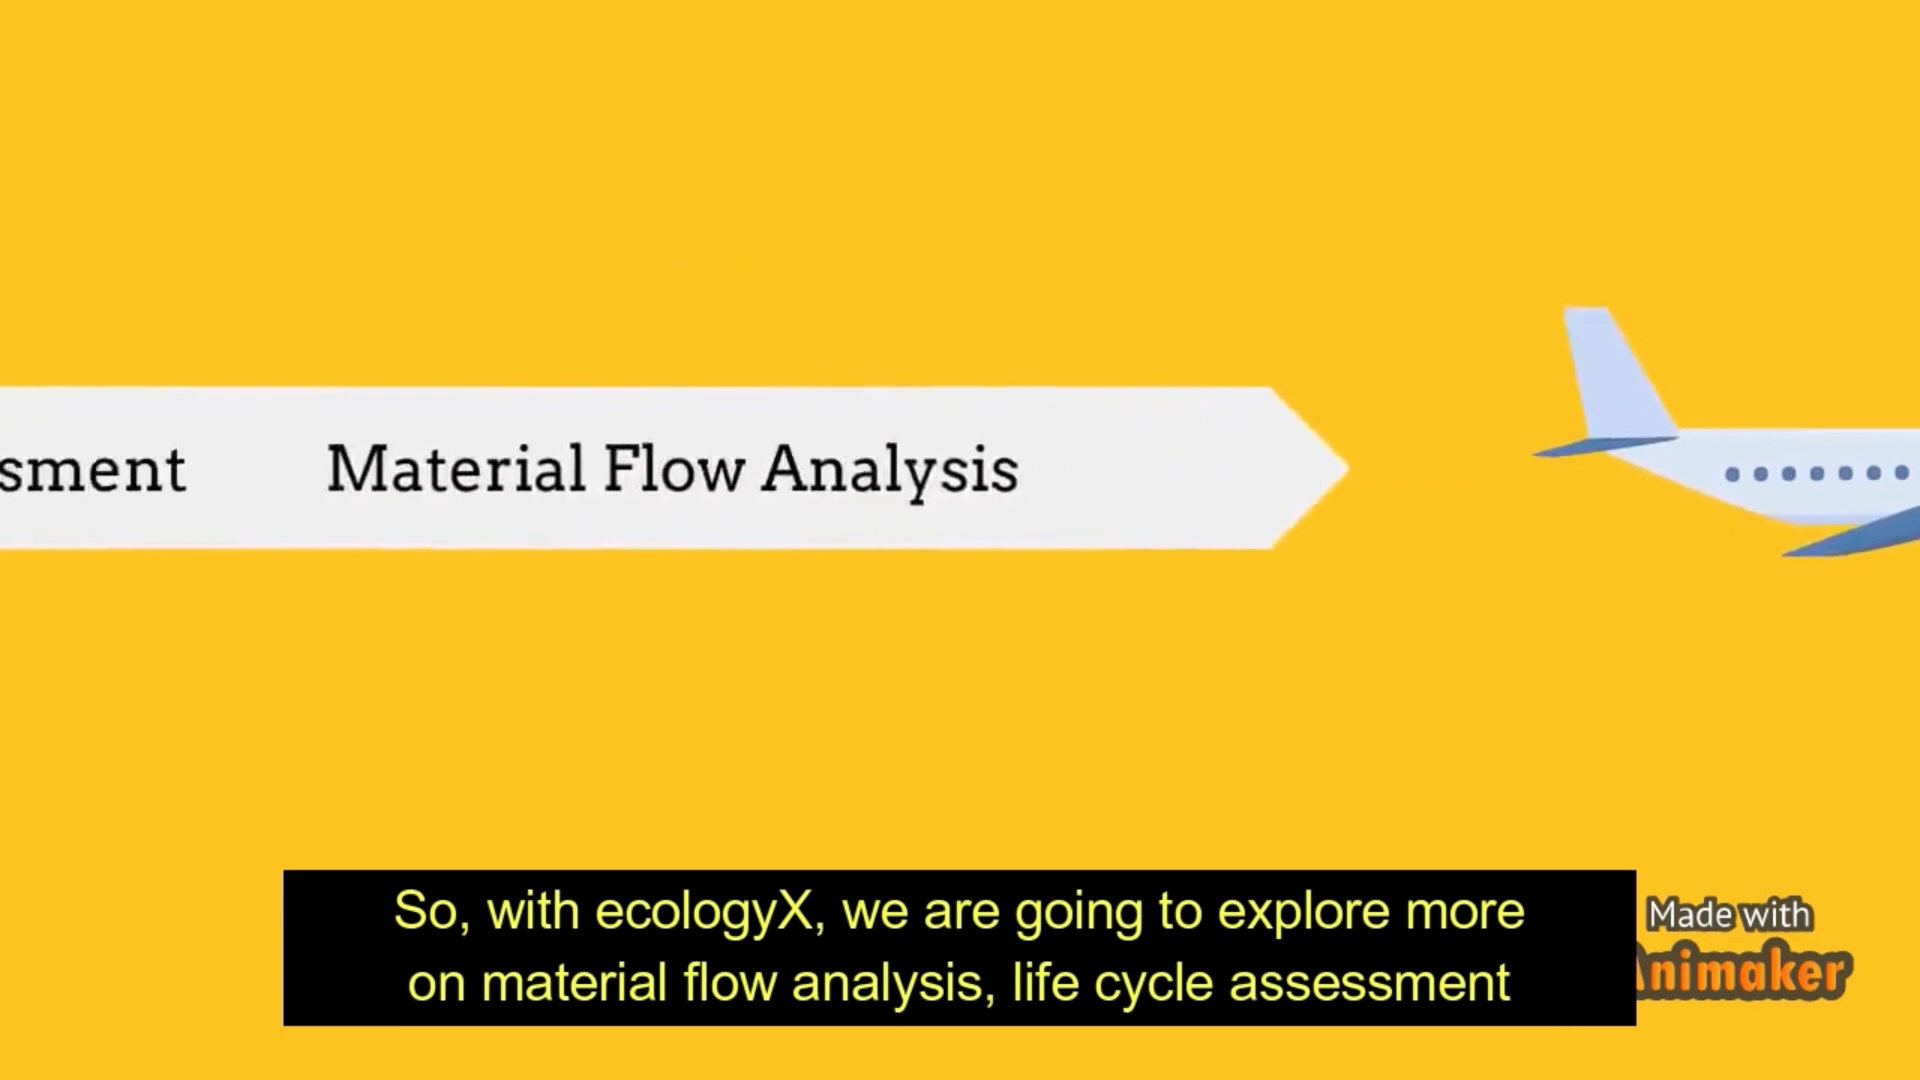 sment Material Flow Analysis
So, with ecologyX, we are going to explore more
on material flow analysis, life cycle assessment
Made with
Animaker